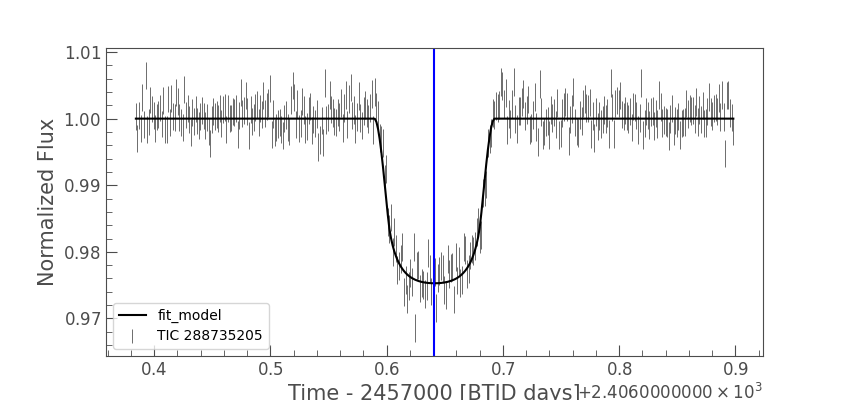 1.01
1.00
0.99
0.98
0.97
Normalized Flux
fit_model
TIC 288735205
0.4 0.5 0.6 0.7 0.8 0.9
Time - 2457000 [BTJD days]
+2.4060000000 × 10³